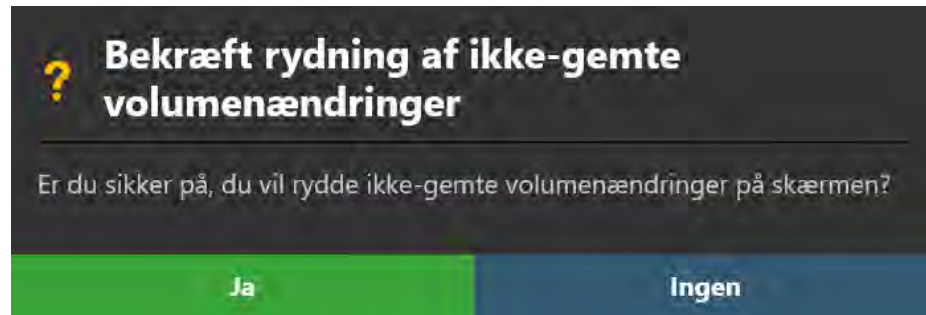 ?
Bekræft rydning af ikke-gemte
volumenændringer
Er du sikker på, du vil rydde ikke-gemte volumenændringer på skærmen?
Ja
Ingen